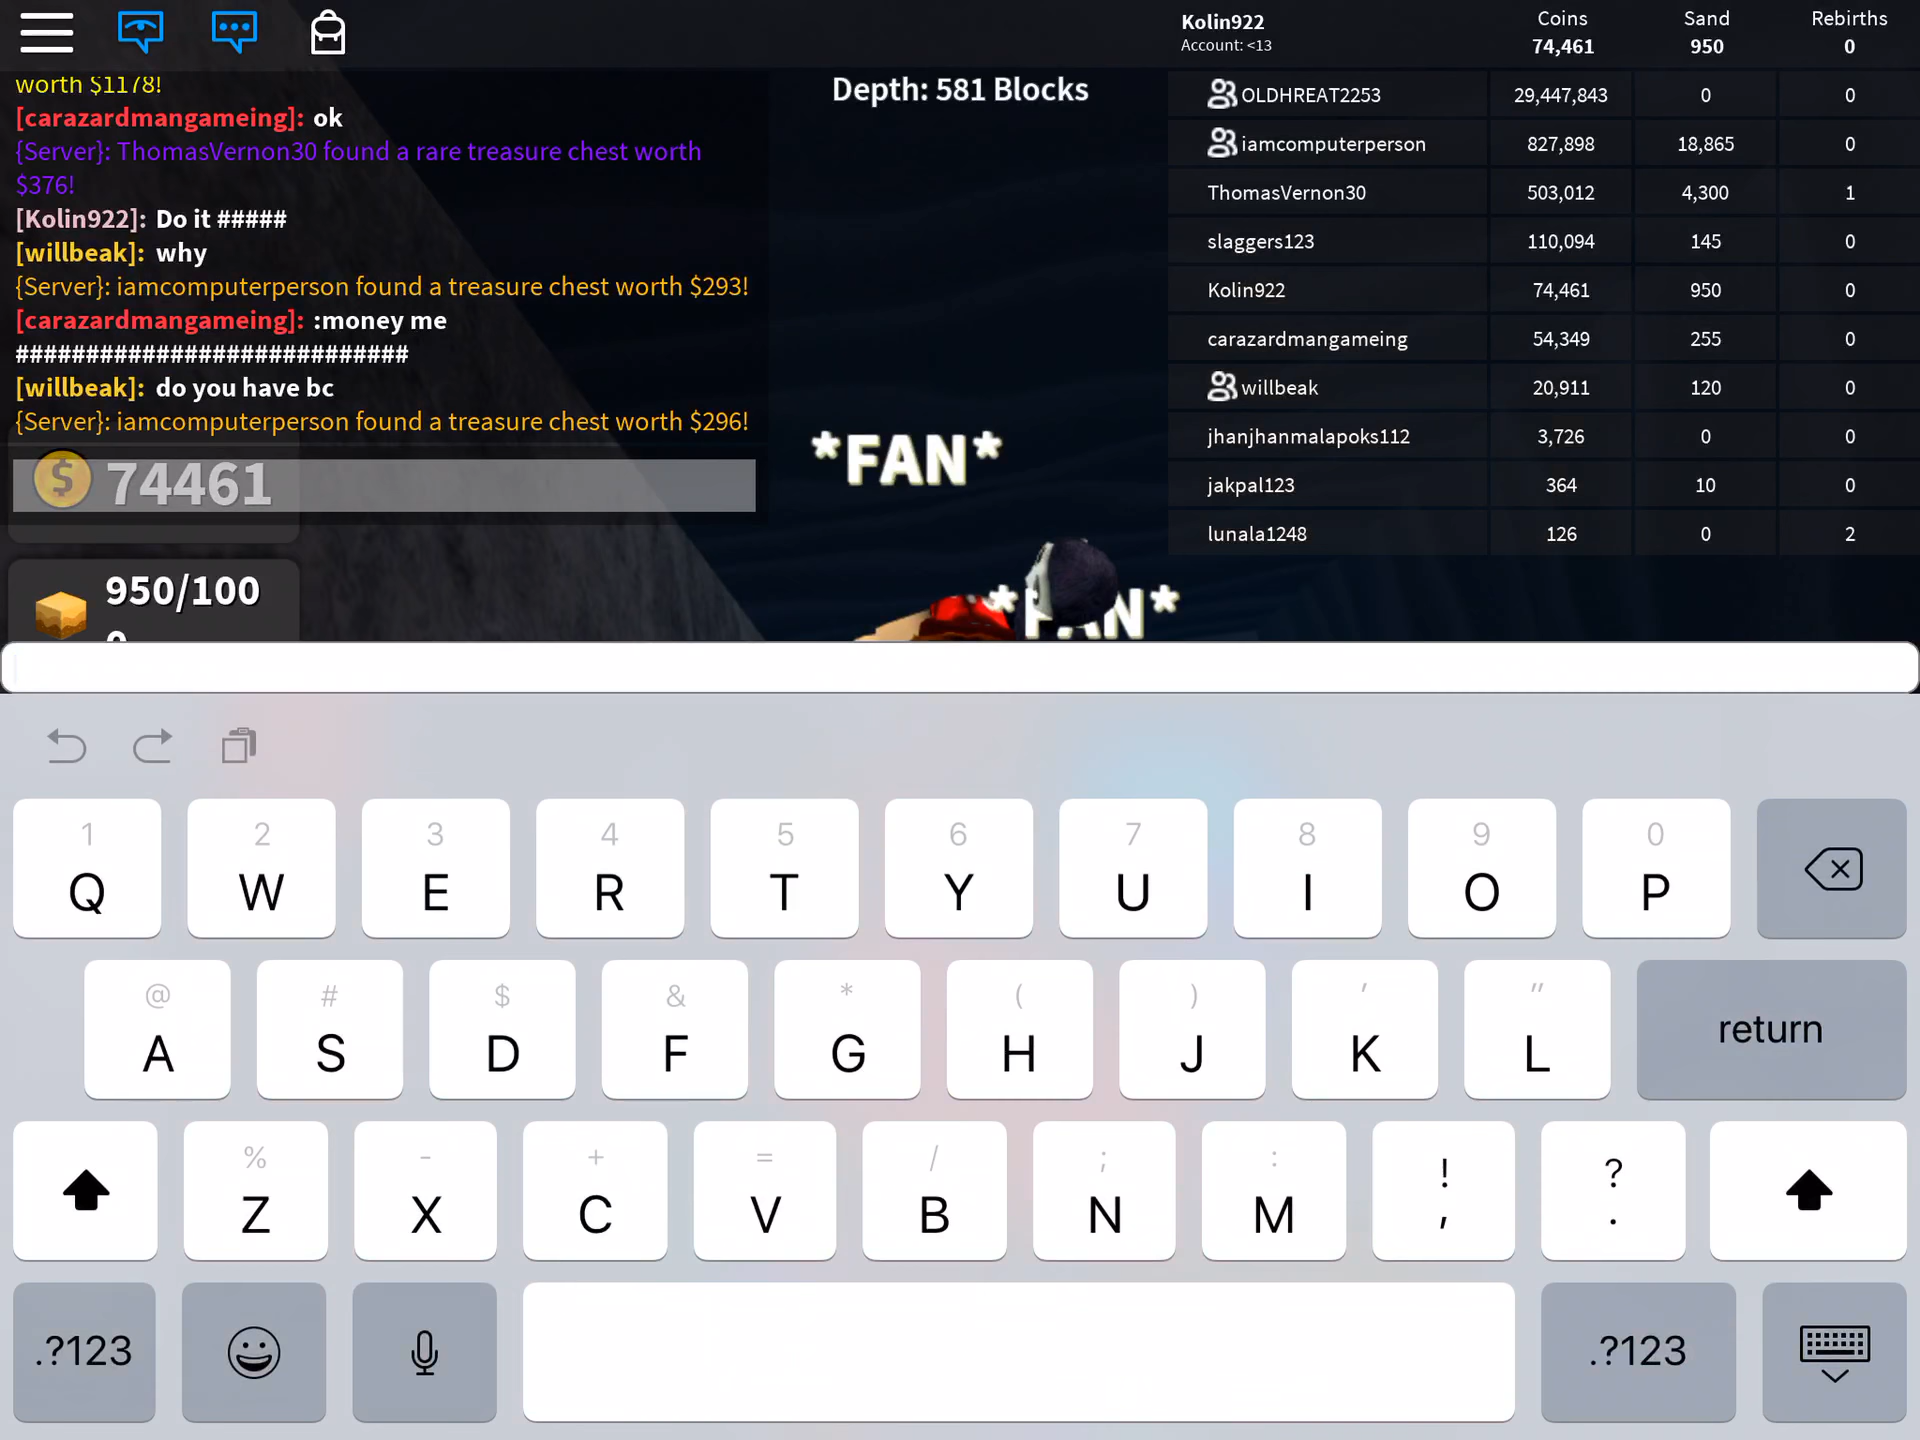 Kolin922 Coins Sand Rebirths
Account: <13 74,461 950 0
worth $1178!
[carazardmangameing]: ok
{Server}: ThomasVernon30 found a rare treasure chest worth
$376!
[Kolin922]: Do it #####
[willbeak]: why
{Server}: iamcomputerperson found a treasure chest worth $293!
[carazardmangameing]: :money me
############################
[willbeak]: do you have bc
{Server}: iamcomputerperson found a treasure chest worth $296!
74461
950/100
0
Depth: 581 Blocks
*FAN*
*FAN*
OLDHREAT2253 29,447,843 0 0
iamcomputerperson 827,898 18,865 0
ThomasVernon30 503,012 4,300 1
slaggers123 110,094 145 0
Kolin922 74,461 950 0
carazardmangameing 54,349 255 0
willbeak 20,911 120 0
jhanjhanmalapoks112 3,726 0 0
jakpal123 364 10 0
lunala1248 126 0 2
1 2 3 4 5 6 7 8 9 0
Q W E R T Y U I O P
@ # $ & * ( ) ' "
A S D F G H J K L return
% - + = / ; : ! ?
Z X C V B N M , .
.?123 .?123